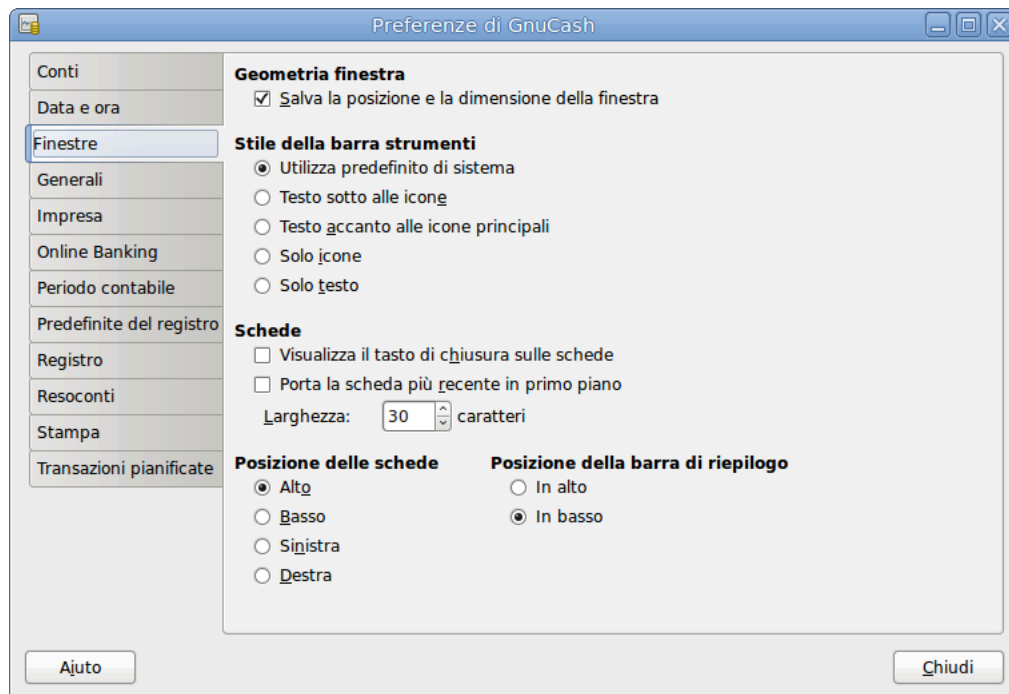 Preferenze di GnuCash
Conti
Data e ora
Finestre
Generali
Impresa
Online Banking
Periodo contabile
Predefinite del registro
Registro
Resoconti
Stampa
Transazioni pianificate
Geometria finestra
Salva la posizione e la dimensione della finestra
Stile della barra strumenti
Utilizza predefinito di sistema
Testo sotto alle icone
Testo accanto alle icone principali
Solo icone
Solo testo
Schede
Visualizza il tasto di chiusura sulle schede
Porta la scheda più recente in primo piano
Larghezza: 30 caratteri
Posizione delle schede
Alto
Basso
Sinistra
Destra
Posizione della barra di riepilogo
In alto
In basso
Aiuto
Chiudi